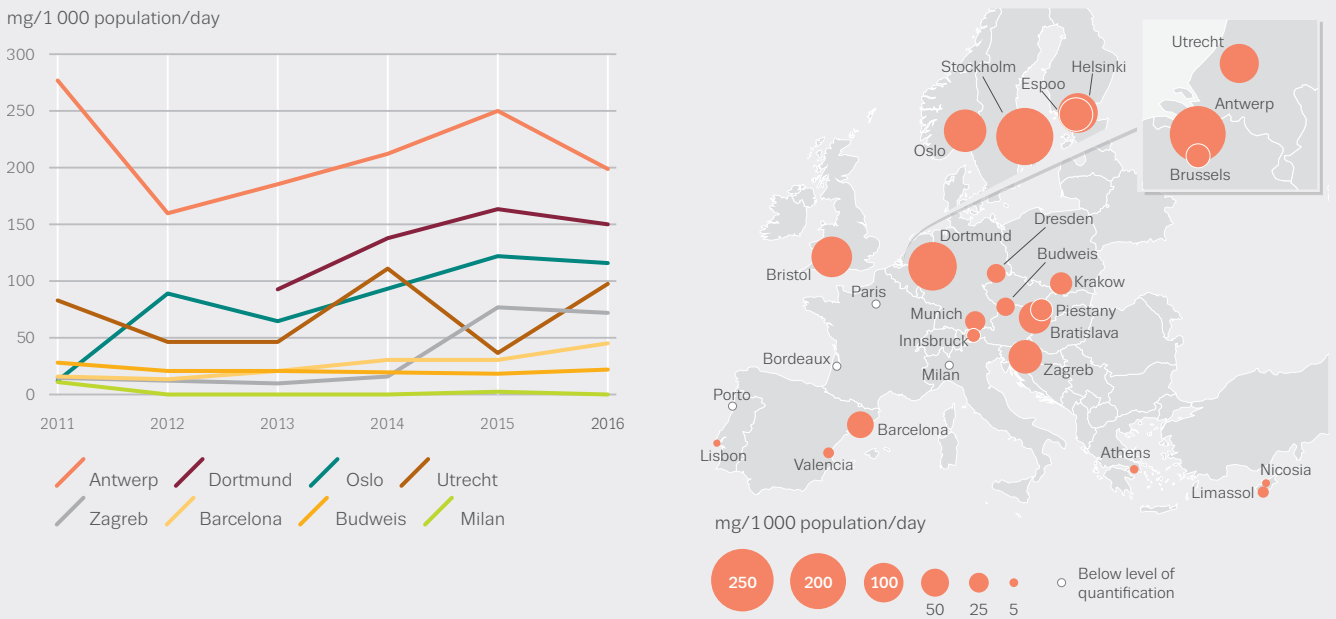 mg/1 000 population/day
300
250
200
150
100
50
0
2011 2012 2013 2014 2015 2016
Antwerp Dortmund Oslo Utrecht
Zagreb Barcelona Budweis Milan
Utrecht
Antwerp
Brussels
Stockholm
Helsinki
Espoo
Oslo
Dresden
Dortmund
Budweis
Bristol
Krakow
Paris
Munich
Piestany
Bratislava
Innsbruck
Bordeaux
Milan
Zagreb
Porto
Barcelona
Lisbon
Valencia
Athens
Nicosia
Limassol
mg/1 000 population/day
250 200 100 50 25 5
Below level of
quantification